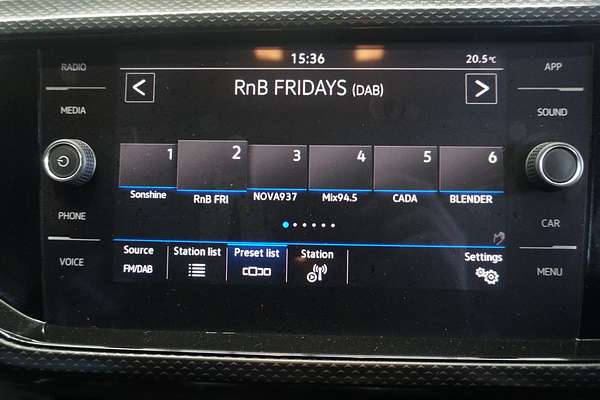 15:36
20.5°C
RADIO
APP
< RnB FRIDAYS (DAB) >
MEDIA
SOUND
1 2 3 4 5 6
Sonshine RnB FRI NOVA937 Mix94.5 CADA BLENDER
PHONE
CAR
Source Station list Preset list Station Settings
FM/DAB
VOICE
MENU